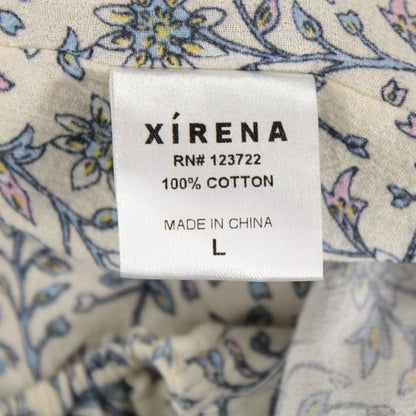 XÍRENA
RN# 123722
100% COTTON
MADE IN CHINA
L